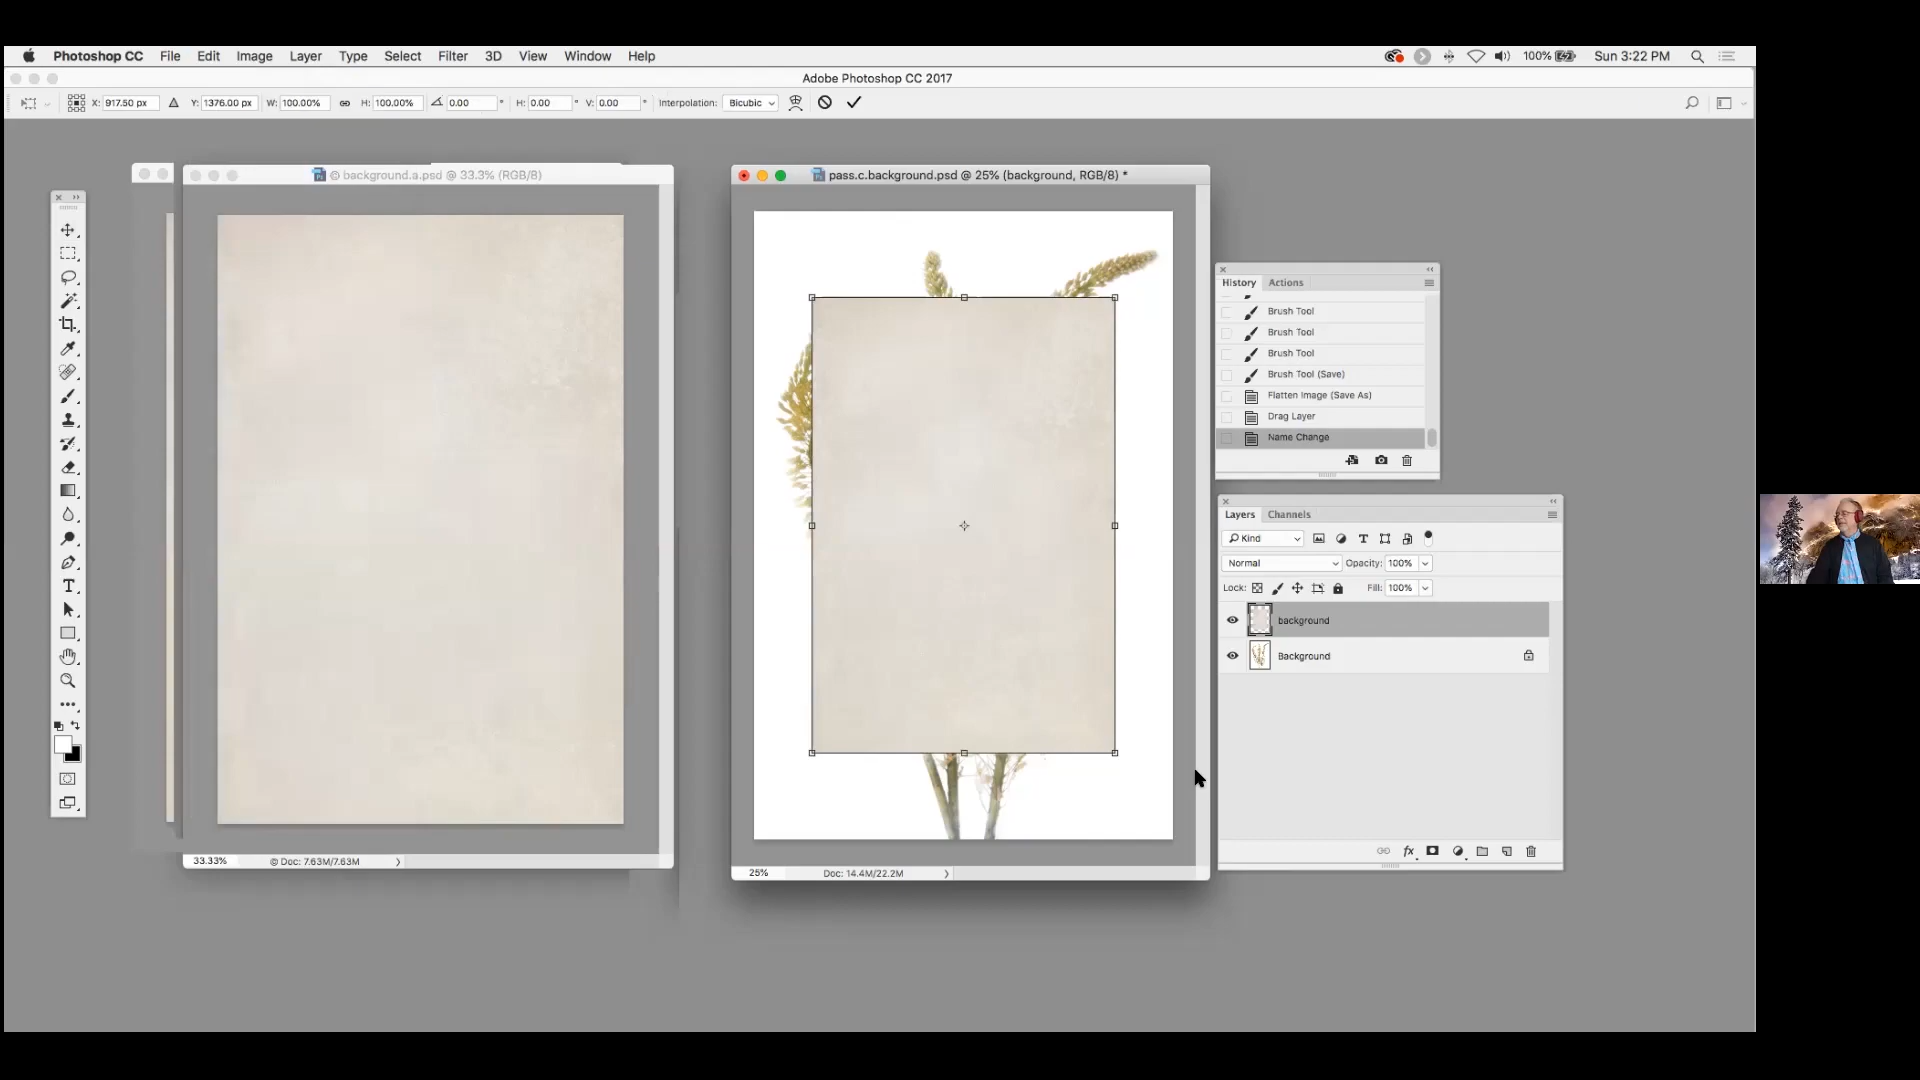 Photoshop CC File Edit Image Layer Type Select Filter 3D View Window Help 100% Sun 3:22 PM
Adobe Photoshop CC 2017
X: 917.50 px Y: 1376.00 px W: 100.00% H: 100.00% 0.00 ° H: 0.00 ° V: 0.00 ° Interpolation: Bicubic
© background.a.psd @ 33.3% (RGB/8)
pass.c.background.psd @ 25% (background, RGB/8) *
History Actions
Brush Tool
Brush Tool
Brush Tool
Brush Tool (Save)
Flatten Image (Save As)
Drag Layer
Name Change
Layers Channels
Kind
Normal Opacity: 100%
Lock: Fill: 100%
background
Background
fx
33.33% © Doc: 7.63M/7.63M
25% Doc: 14.4M/22.2M